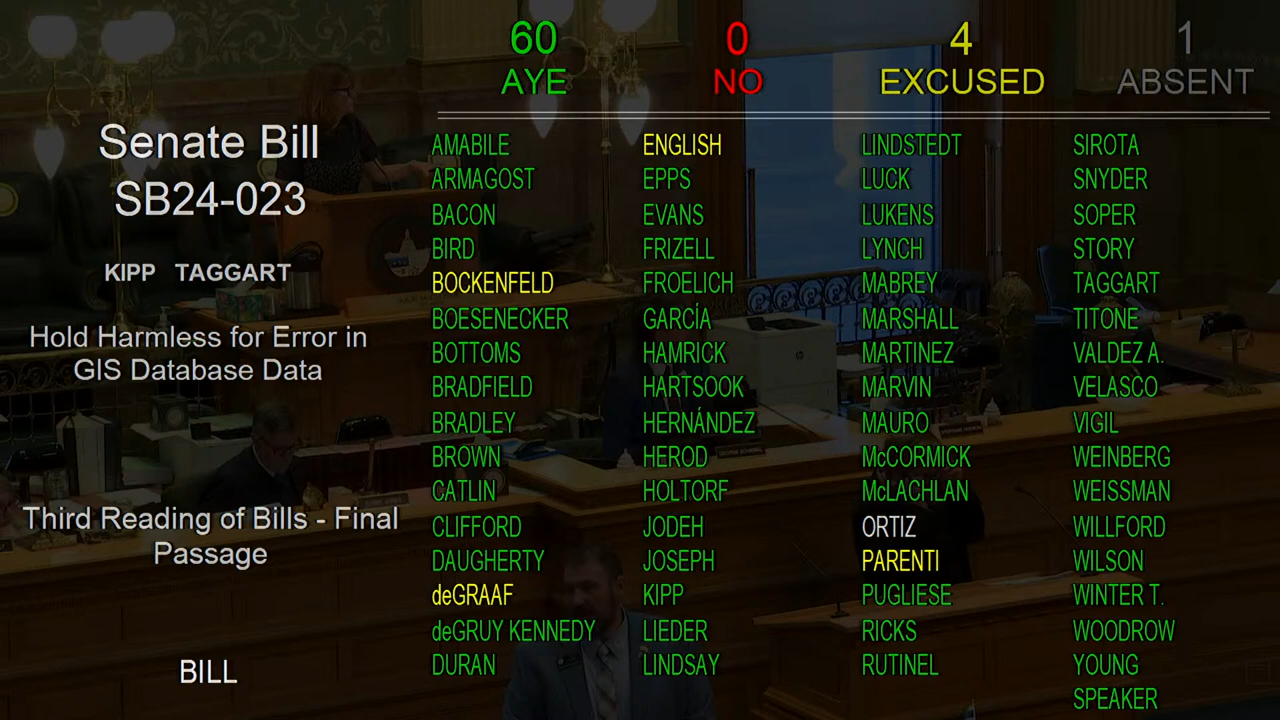 60 0 4 1
AYE NO EXCUSED ABSENT
Senate Bill
SB24-023
KIPP TAGGART
Hold Harmless for Error in
GIS Database Data
Third Reading of Bills - Final
Passage
BILL
AMABILE ENGLISH LINDSTEDT SIROTA
ARMAGOST EPPS LUCK SNYDER
BACON EVANS LUKENS SOPER
BIRD FRIZELL LYNCH STORY
BOCKENFELD FROELICH MABREY TAGGART
BOESENECKER GARCÍA MARSHALL TITONE
BOTTOMS HAMRICK MARTINEZ VALDEZ A.
BRADFIELD HARTSOOK MARVIN VELASCO
BRADLEY HERNÁNDEZ MAURO VIGIL
BROWN HEROD McCORMICK WEINBERG
CATLIN HOLTORF McLACHLAN WEISSMAN
CLIFFORD JODEH ORTIZ WILLFORD
DAUGHERTY JOSEPH PARENTI WILSON
deGRAAF KIPP PUGLIESE WINTER T.
deGRUY KENNEDY LIEDER RICKS WOODROW
DURAN LINDSAY RUTINEL YOUNG
SPEAKER